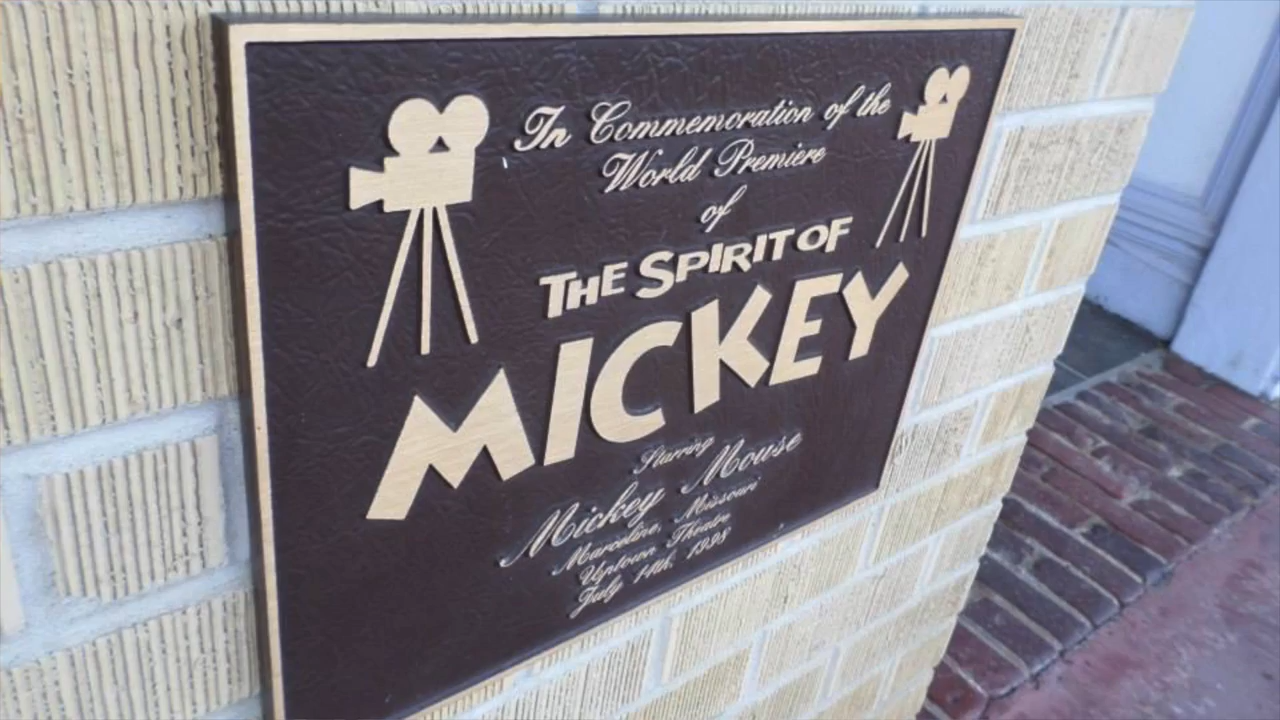 In Commemoration of the
World Premiere
of
THE SPIRIT OF
MICKEY
Starring
Mickey Mouse
Marceline, Missouri
Uptown Theatre
July 14th, 1998